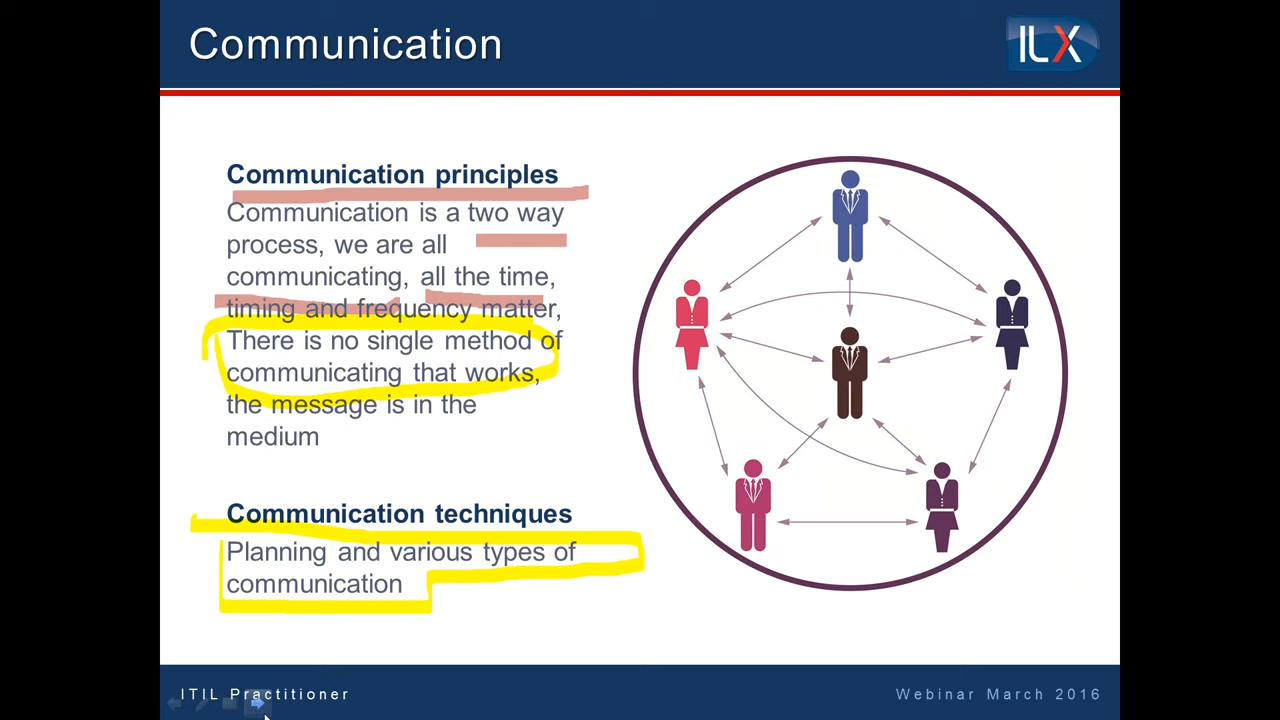 Communication
ILX
Communication principles
Communication is a two way
process, we are all
communicating, all the time,
timing and frequency matter,
There is no single method of
communicating that works,
the message is in the
medium
Communication techniques
Planning and various types of
communication
ITIL Practitioner
Webinar March 2016